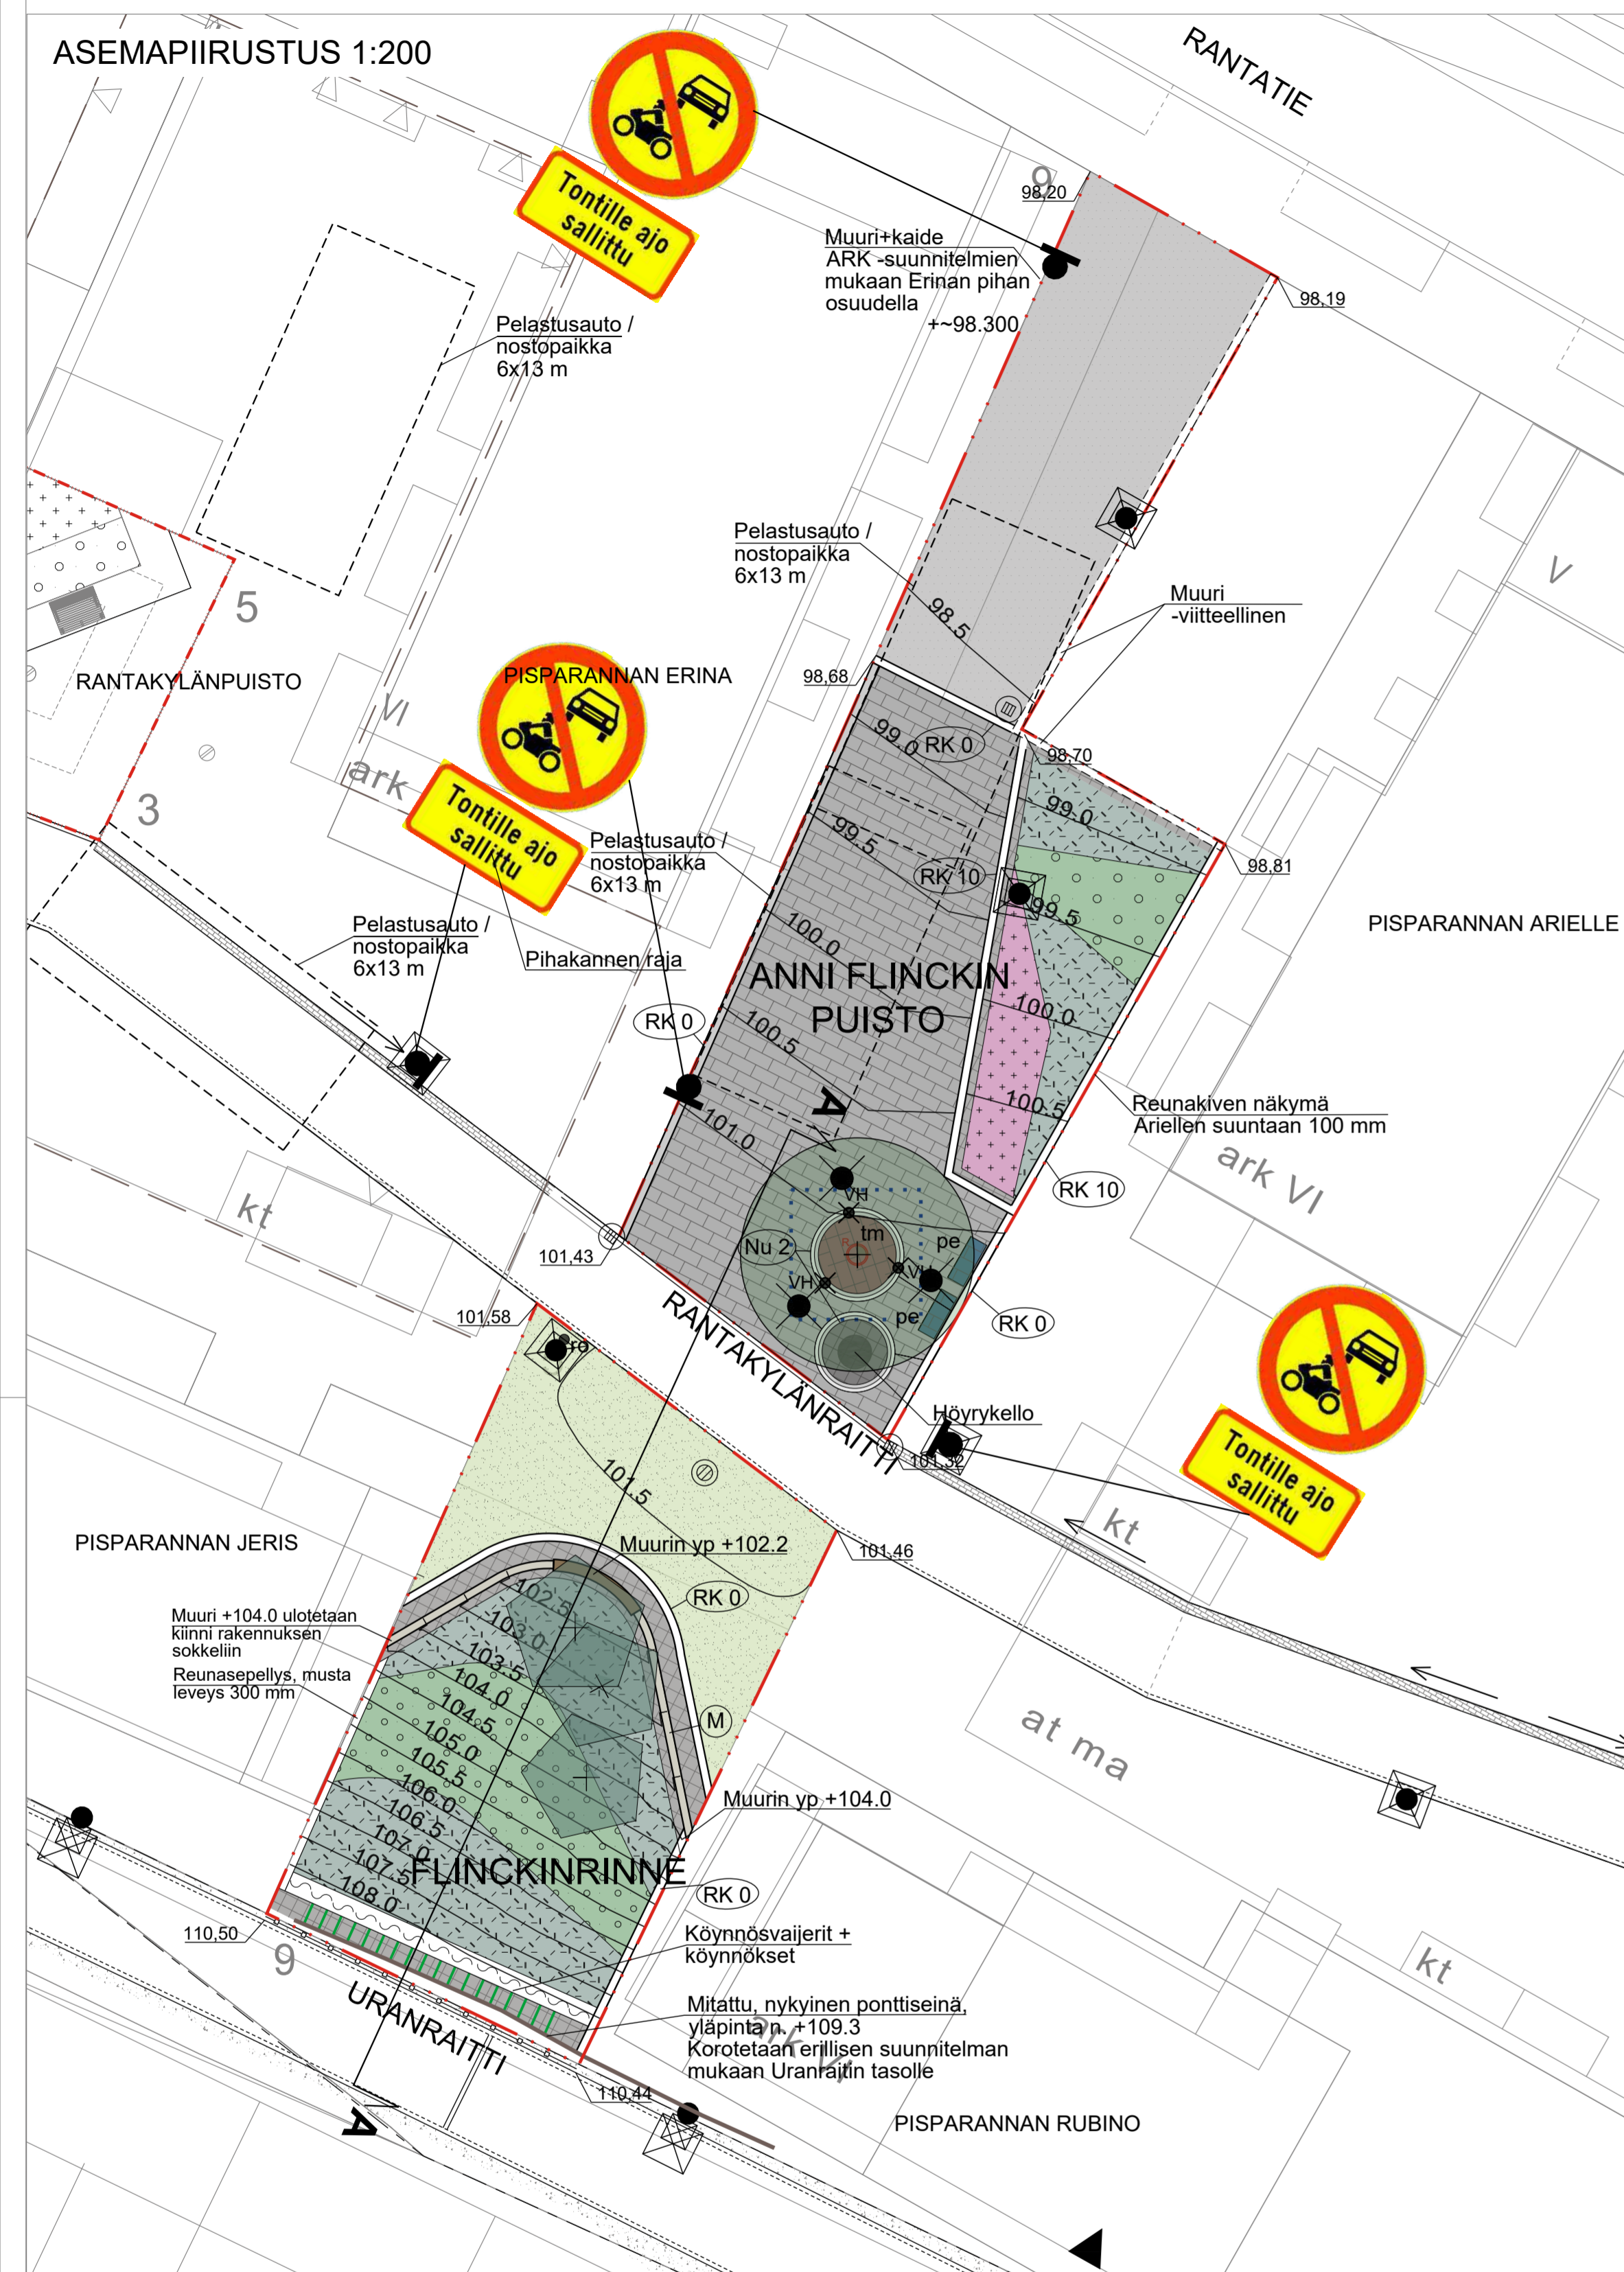 ASEMAPIIRUSTUS 1:200
RANTATIE
Tontille ajo
sallittu
9
98,20
Muuri+kaide
ARK -suunnitelmien
mukaan Erinan pihan
osuudella
+~98.300
98,19
Pelastusauto /
nostopaikka
6x13 m
Pelastusauto /
nostopaikka
6x13 m
98.5
Muuri
-viitteellinen
V
5
RANTAKYLÄNPUISTO
PISPARANNAN ERINA
98,68
VI
ark
3
99.0
RK 0
98,70
99.0
Tontille ajo
sallittu
Pelastusauto /
nostopaikka
6x13 m
99.5
RK 10
99.5
98,81
PISPARANNAN ARIELLE
Pelastusauto /
nostopaikka
6x13 m
Pihakannen raja
100.0
ANNI FLINCKIN
PUISTO
100.0
RK 0
100.5
100.5
Reunakiven näkymä
Ariellen suuntaan 100 mm
A
101.0
ark VI
RK 10
kt
VH
tm
pe
Nu 2
R
VH
VH
pe
101,43
101,58
RK 0
ro
RANTAKYLÄNRAITTI
Höyrykello
101,32
Tontille ajo
sallittu
101.5
kt
PISPARANNAN JERIS
Muurin yp +102.2
101,46
RK 0
102.5
Muuri +104.0 ulotetaan
kiinni rakennuksen
sokkeliin
103.0
103.5
Reunasepellys, musta
leveys 300 mm
104.0
104.5
M
at ma
105.0
105.5
106.0
Muurin yp +104.0
106.5
107.0
107.5
FLINCKINRINNE
108.0
RK 0
110,50
9
Köynnösvaijerit +
köynnökset
kt
URANRAITTI
Mitattu, nykyinen ponttiseinä,
yläpinta n. +109.3
Korotetaan erillisen suunnitelman
mukaan Uranraitin tasolle
ark VI
110,44
A
PISPARANNAN RUBINO